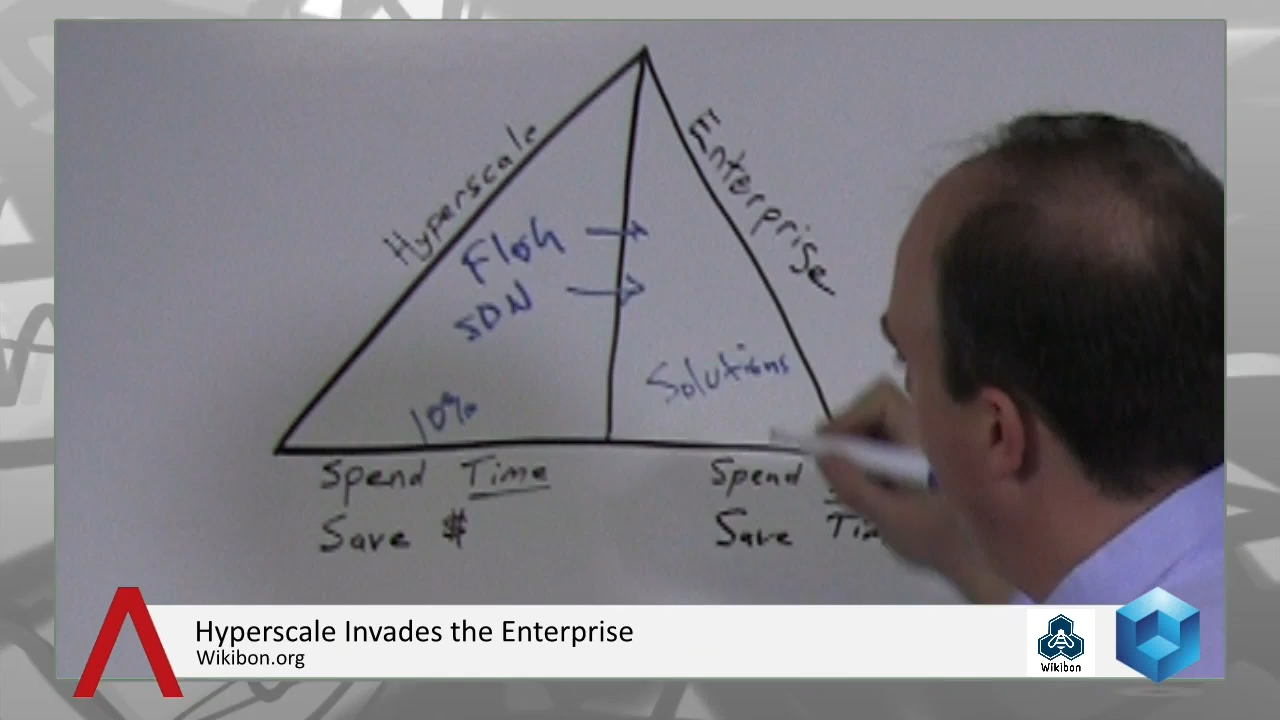 Hyperscale
Enterprise
Flash
SDN
Solutions
10%
Spend Time
Save $
Spend
Save
Hyperscale Invades the Enterprise
Wikibon.org
Wikibon